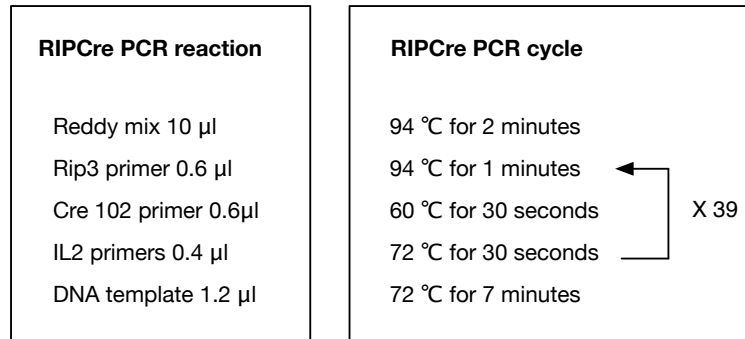 RIPCre PCR reaction
Reddy mix 10 µl
Rip3 primer 0.6 µl
Cre 102 primer 0.6µl
IL2 primers 0.4 µl
DNA template 1.2 µl
RIPCre PCR cycle
94 ℃ for 2 minutes
94 ℃ for 1 minutes
60 ℃ for 30 seconds
72 ℃ for 30 seconds
72 ℃ for 7 minutes
X 39